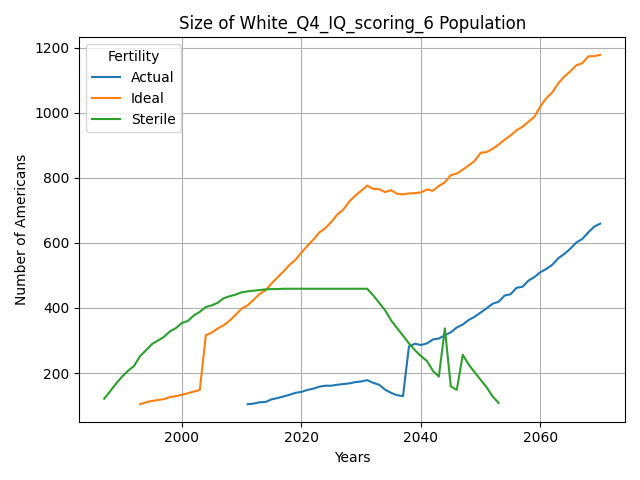 Size of White_Q4_IQ_scoring_6 Population
Fertility
Actual
Ideal
Sterile
Number of Americans
1200
1000
800
600
400
200
2000
2020
2040
2060
Years